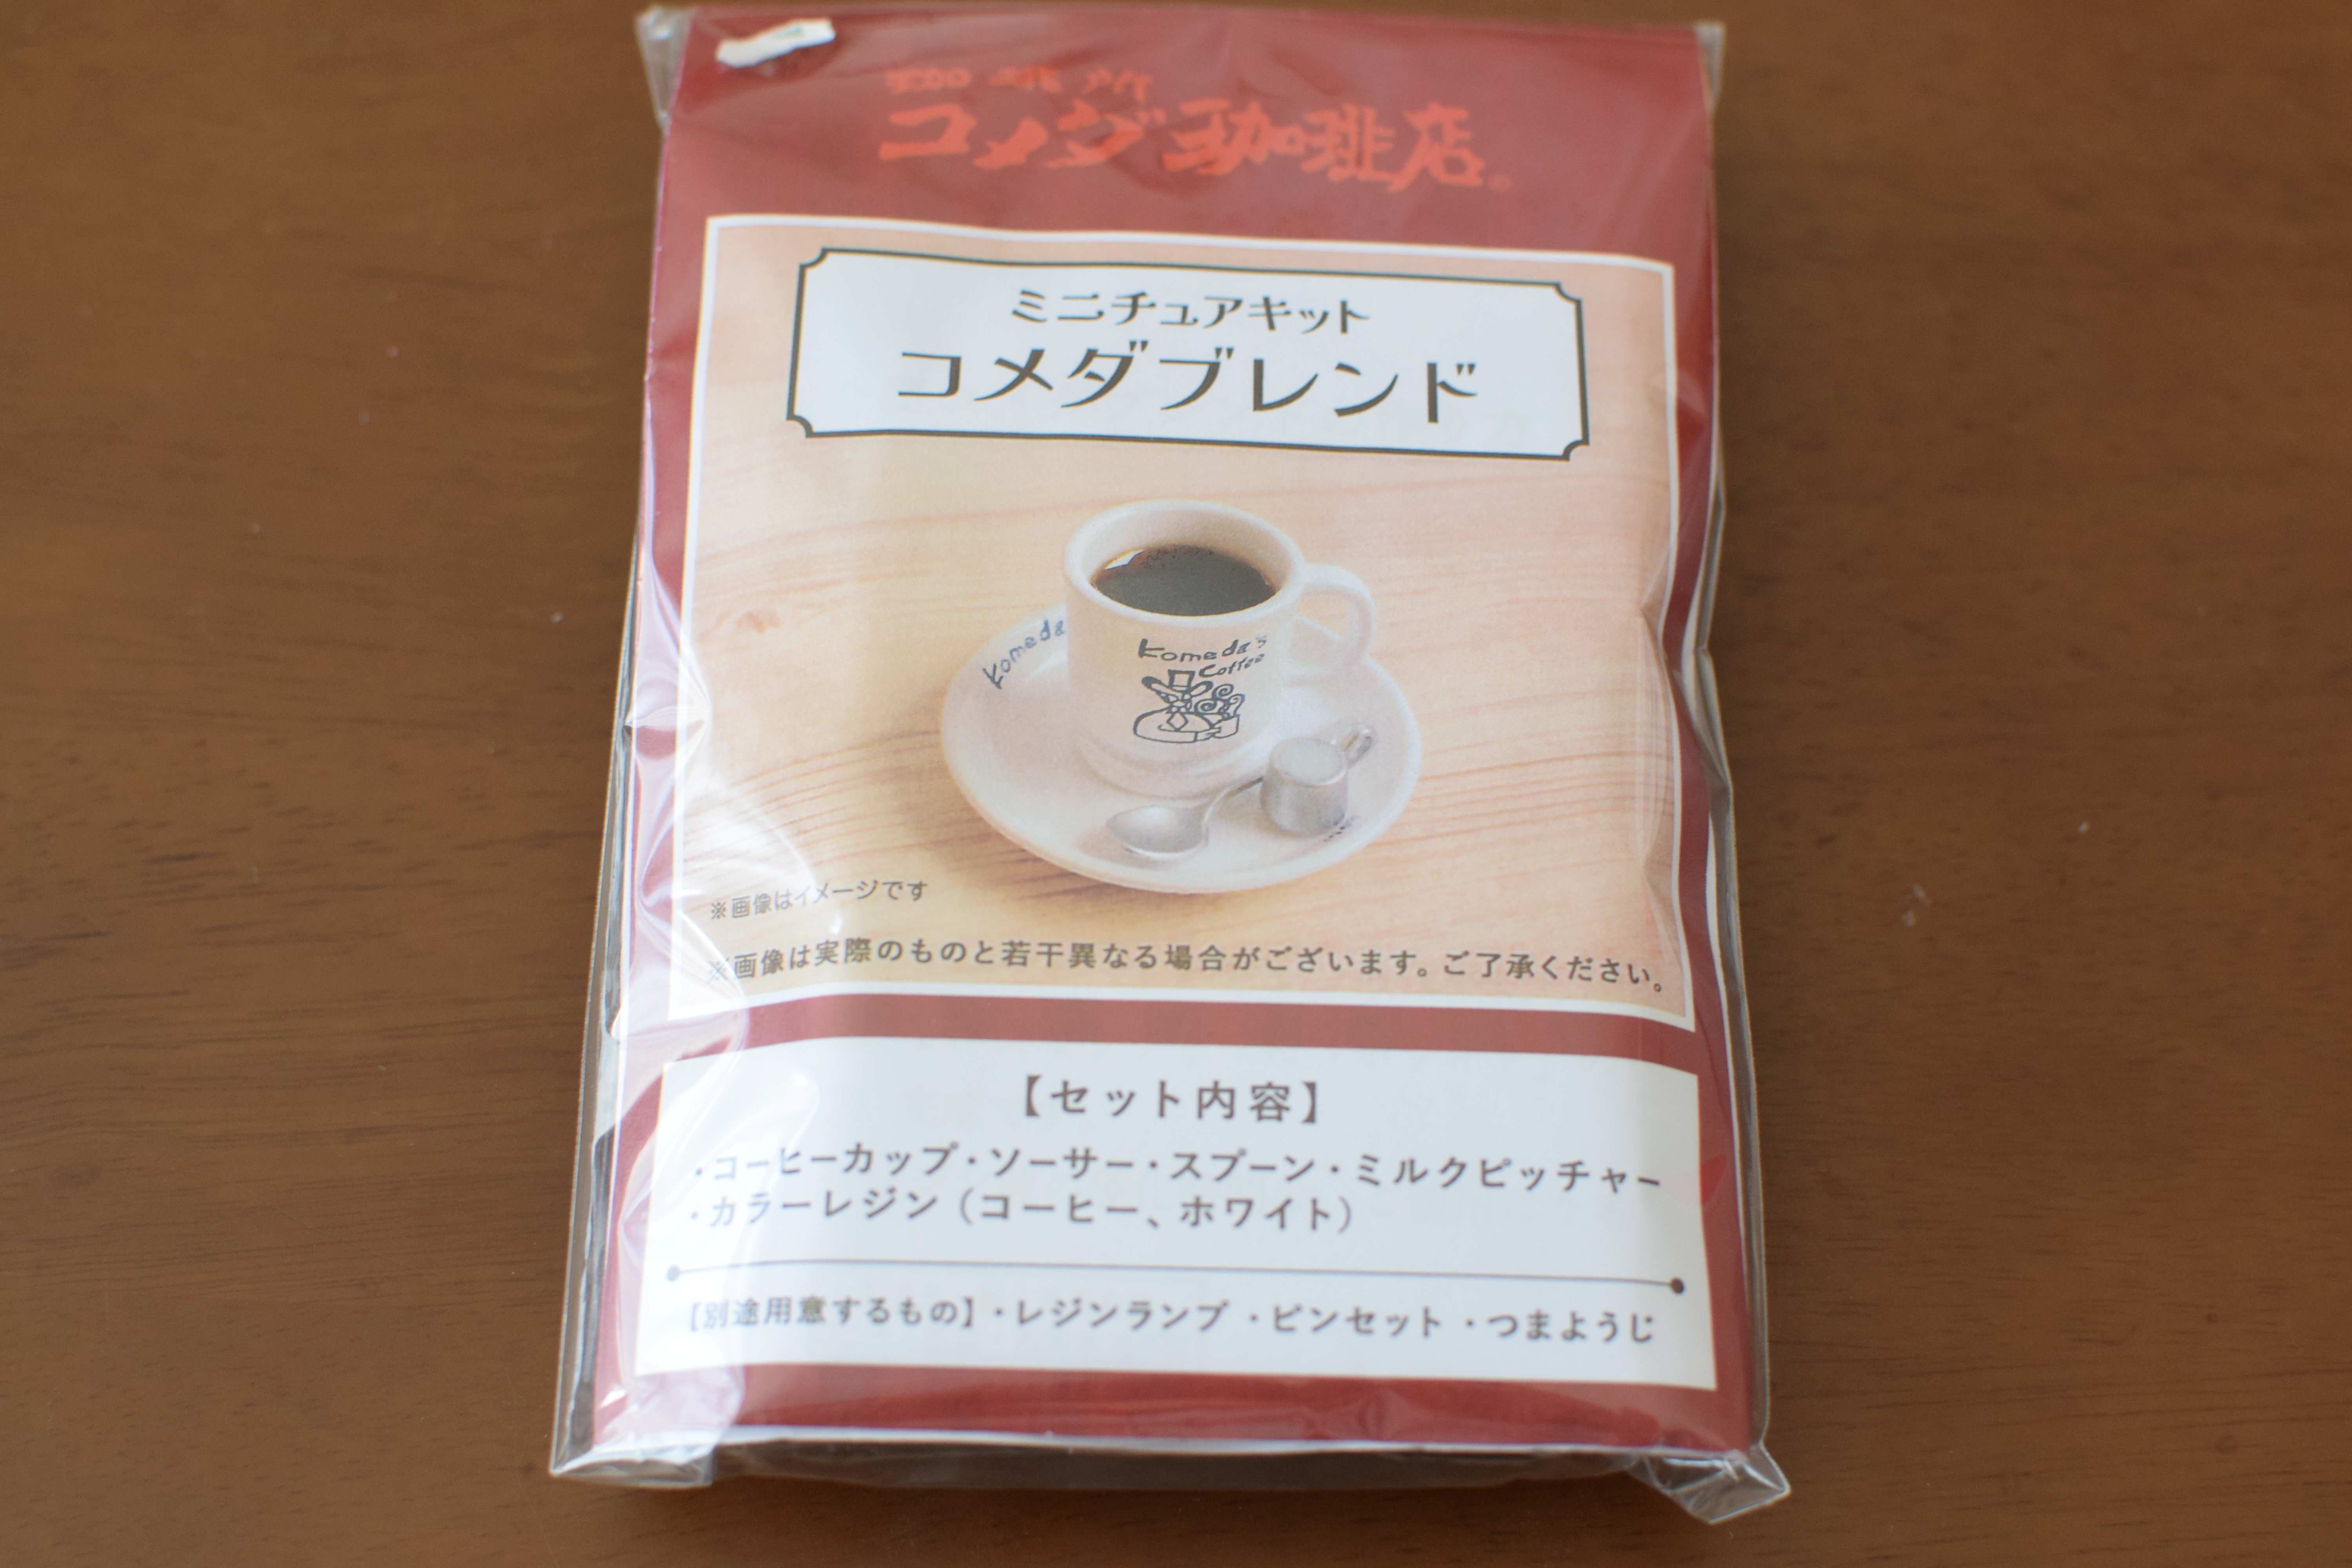 珈琲所
コメダ珈琲店
ミニチュアキット
コメダブレンド
Komeda
Komeda's
Coffee
※画像はイメージです
※画像は実際のものと若干異なる場合がございます。ご了承ください。
【セット内容】
・コーヒーカップ・ソーサー・スプーン・ミルクピッチャー
・カラーレジン（コーヒー、ホワイト）
【別途用意するもの】・レジンランプ ・ピンセット ・つまようじ